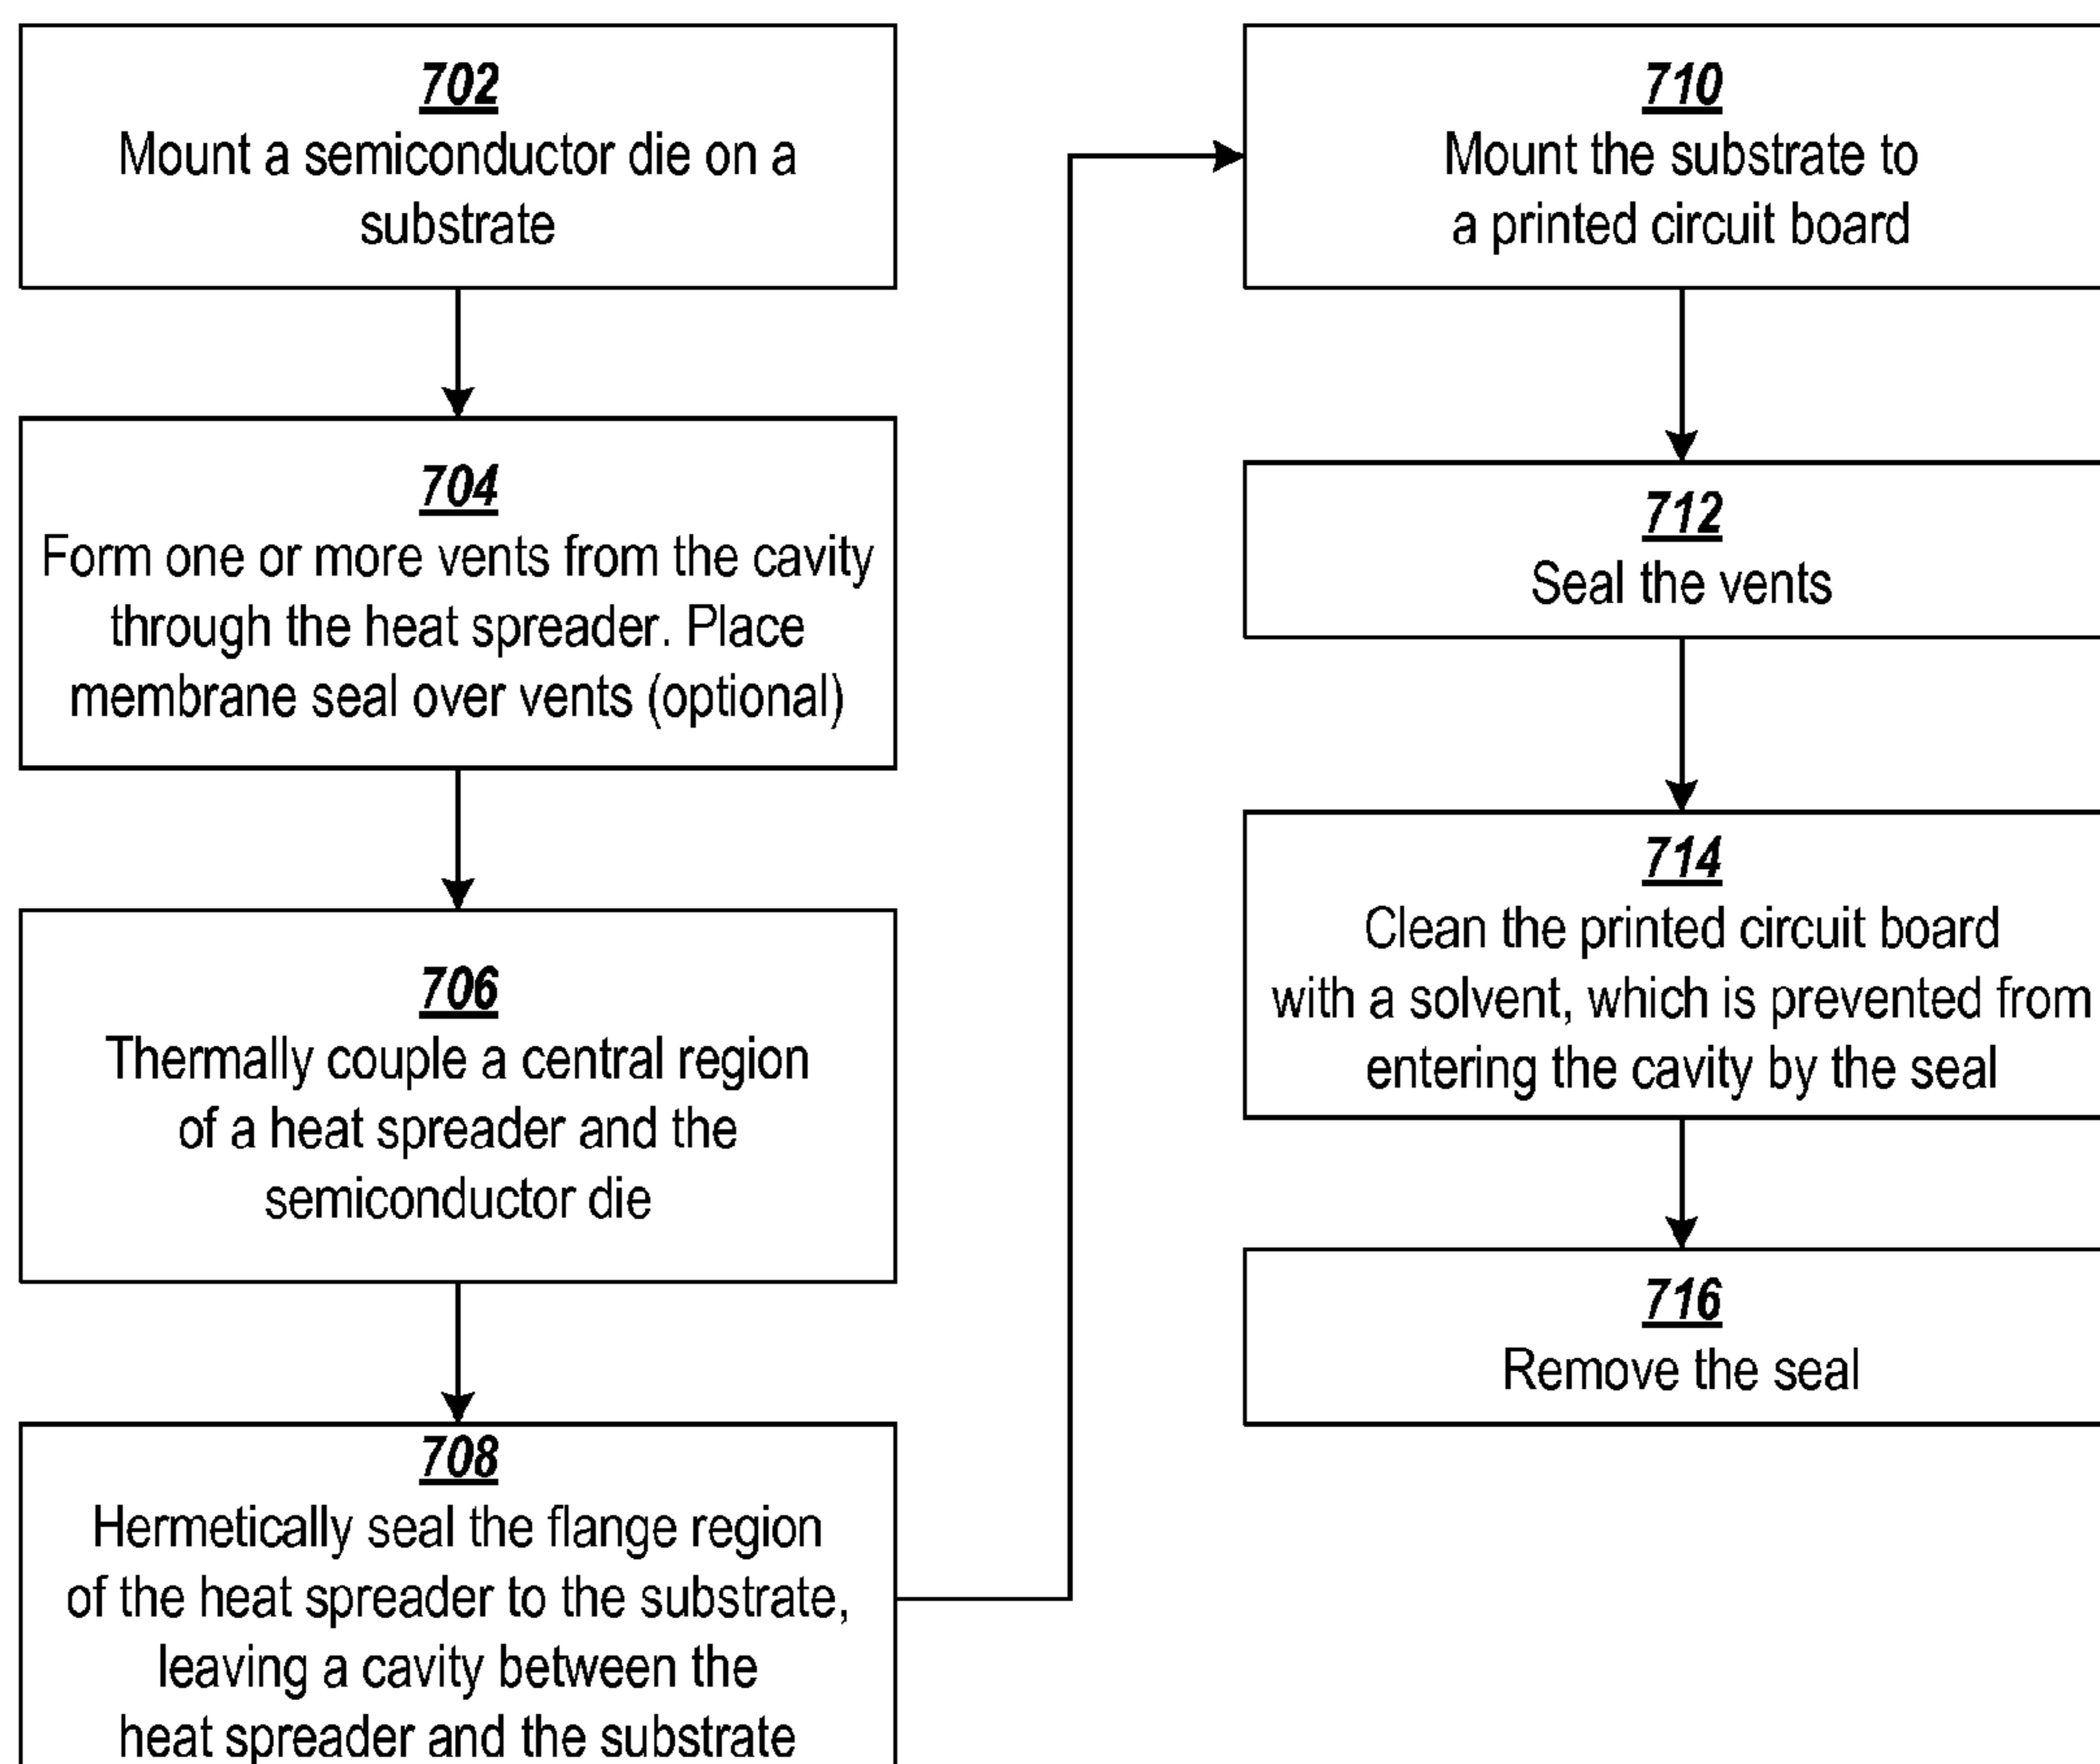 702
Mount a semiconductor die on a
substrate
704
Form one or more vents from the cavity
through the heat spreader. Place
membrane seal over vents (optional)
706
Thermally couple a central region
of a heat spreader and the
semiconductor die
708
Hermetically seal the flange region
of the heat spreader to the substrate,
leaving a cavity between the
heat spreader and the substrate
710
Mount the substrate to
a printed circuit board
712
Seal the vents
714
Clean the printed circuit board
with a solvent, which is prevented from
entering the cavity by the seal
716
Remove the seal